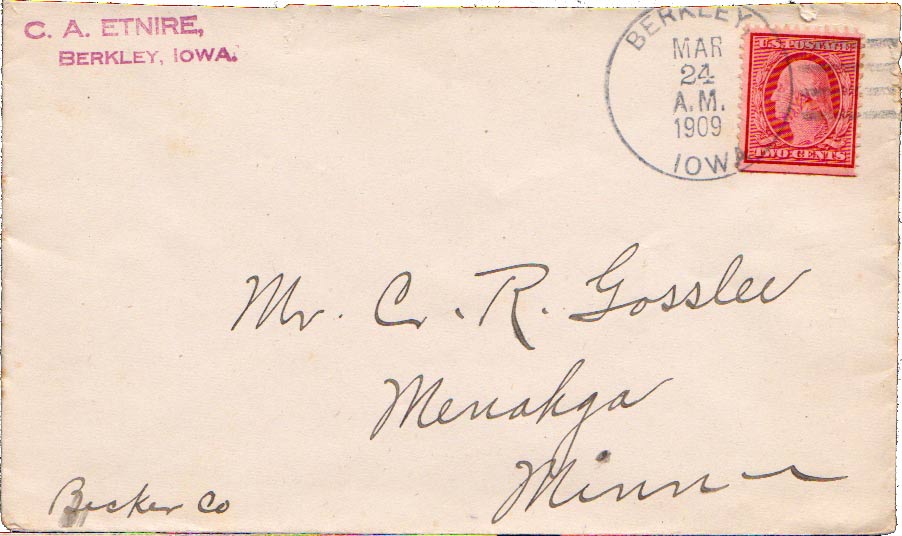 C. A. ETNIRE,
BERKLEY, IOWA.
BERKLEY
MAR
24
A.M.
1909
IOWA
U.S. POSTAGE
TWO CENTS
Mr. C. R. Gosslee
Menahga
Minn
Becker Co